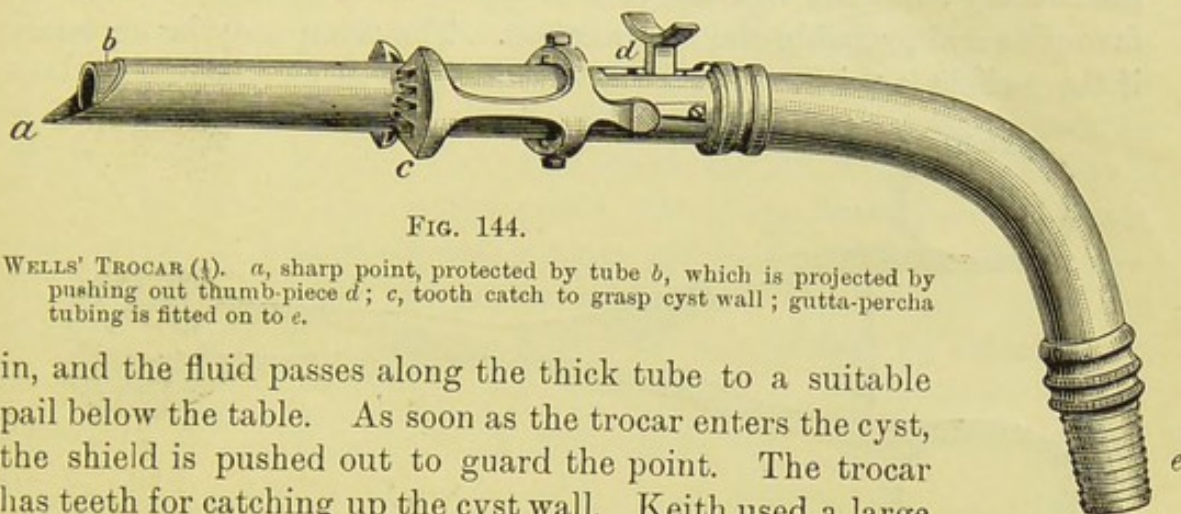 b
d
a
c
FIG. 144.
WELLS' TROCAR (½). a, sharp point, protected by tube b, which is projected by
pushing out thumb-piece d; c, tooth catch to grasp cyst wall; gutta-percha
tubing is fitted on to e.
in, and the fluid passes along the thick tube to a suitable
pail below the table. As soon as the trocar enters the cyst,
the shield is pushed out to guard the point. The trocar
e
has teeth for catching up the cyst wall. Keith used a large